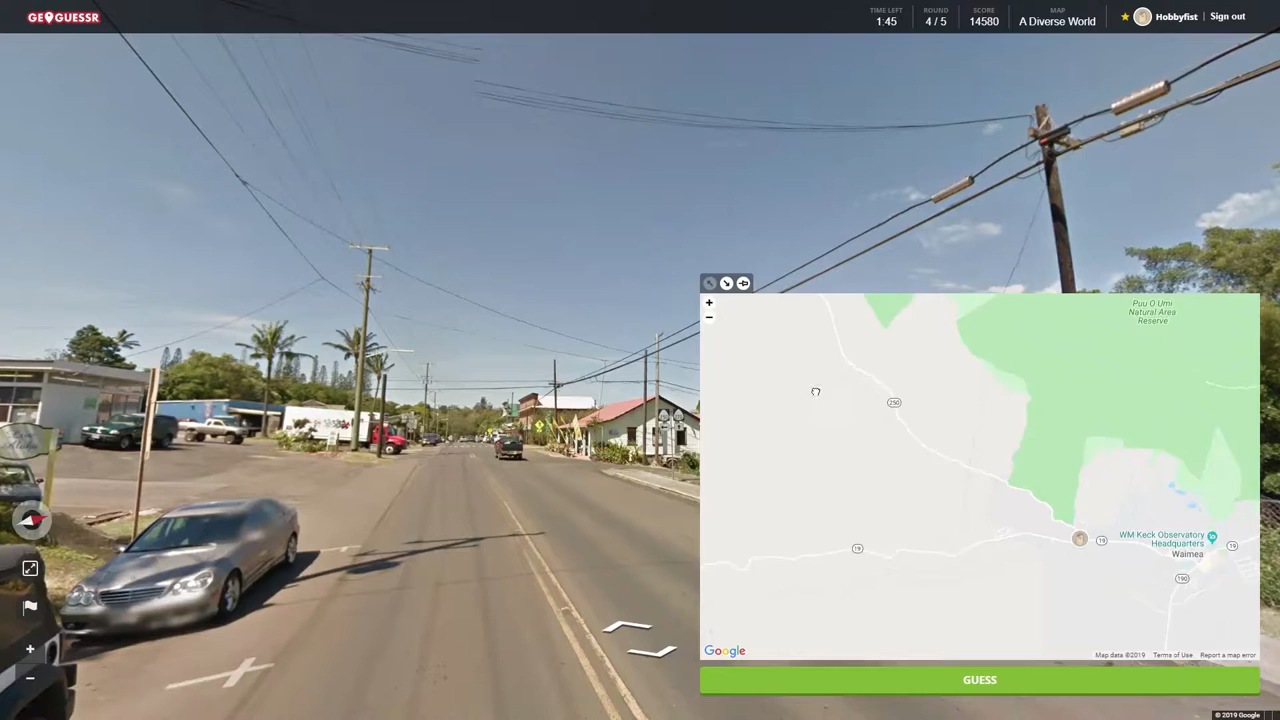 GEOGUESSR
TIME LEFT
1:45
ROUND
4 / 5
SCORE
14580
MAP
A Diverse World
Hobbyfist
Sign out
+
−
Puu O Umi
Natural Area
Reserve
250
19
19
WM Keck Observatory
Headquarters
Waimea
19
190
Google
Map data ©2019
Terms of Use
Report a map error
GUESS
+
−
© 2019 Google